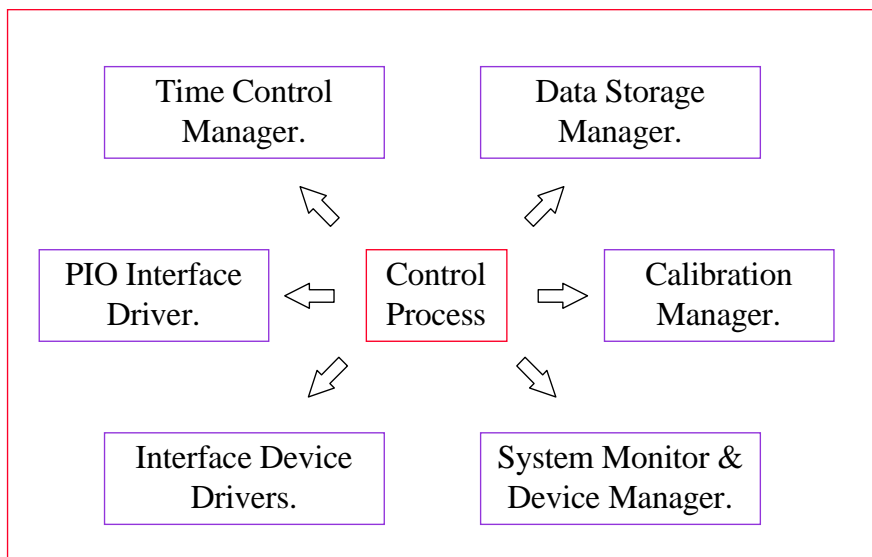 Time Control
Manager.
Data Storage
Manager.
PIO Interface
Driver.
Control
Process
Calibration
Manager.
Interface Device
Drivers.
System Monitor &
Device Manager.